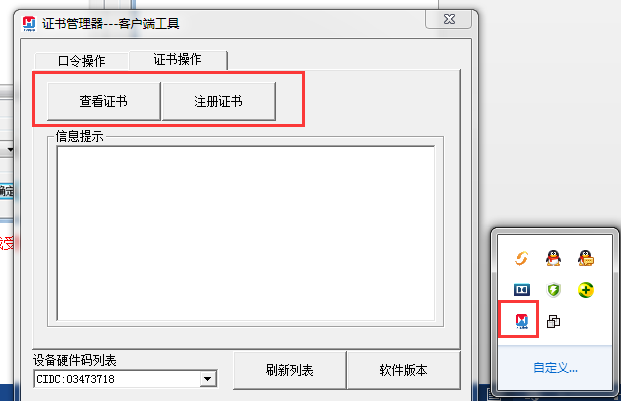 证书管理器---客户端工具
口令操作
证书操作
查看证书
注册证书
信息提示
确定
设备硬件码列表
CIDC:03473718
刷新列表
软件版本
自定义...